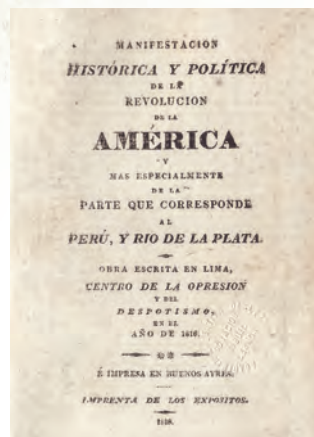 MANIFESTACION
HISTÓRICA Y POLÍTICA
DE LA
REVOLUCION
DE LA
AMÉRICA
Y
MAS ESPECIALMENTE
DE LA
PARTE QUE CORRESPONDE
AL
PERÚ, Y RIO DE LA PLATA.
OBRA ESCRITA EN LIMA,
CENTRO DE LA OPRESION
Y DEL
DESPOTISMO,
EN EL
AÑO DE 1816.
É IMPRESA EN BUENOS AYRES.
IMPRENTA DE LOS EXPOSITOS.
1818.